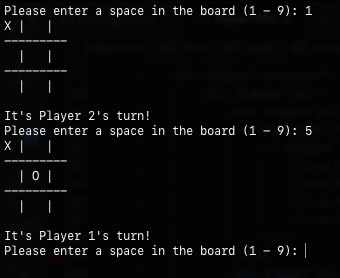 Please enter a space in the board (1 - 9): 1
X |   |
---------
  |   |
---------
  |   |

It's Player 2's turn!
Please enter a space in the board (1 - 9): 5
X |   |
---------
  | O |
---------
  |   |

It's Player 1's turn!
Please enter a space in the board (1 - 9):